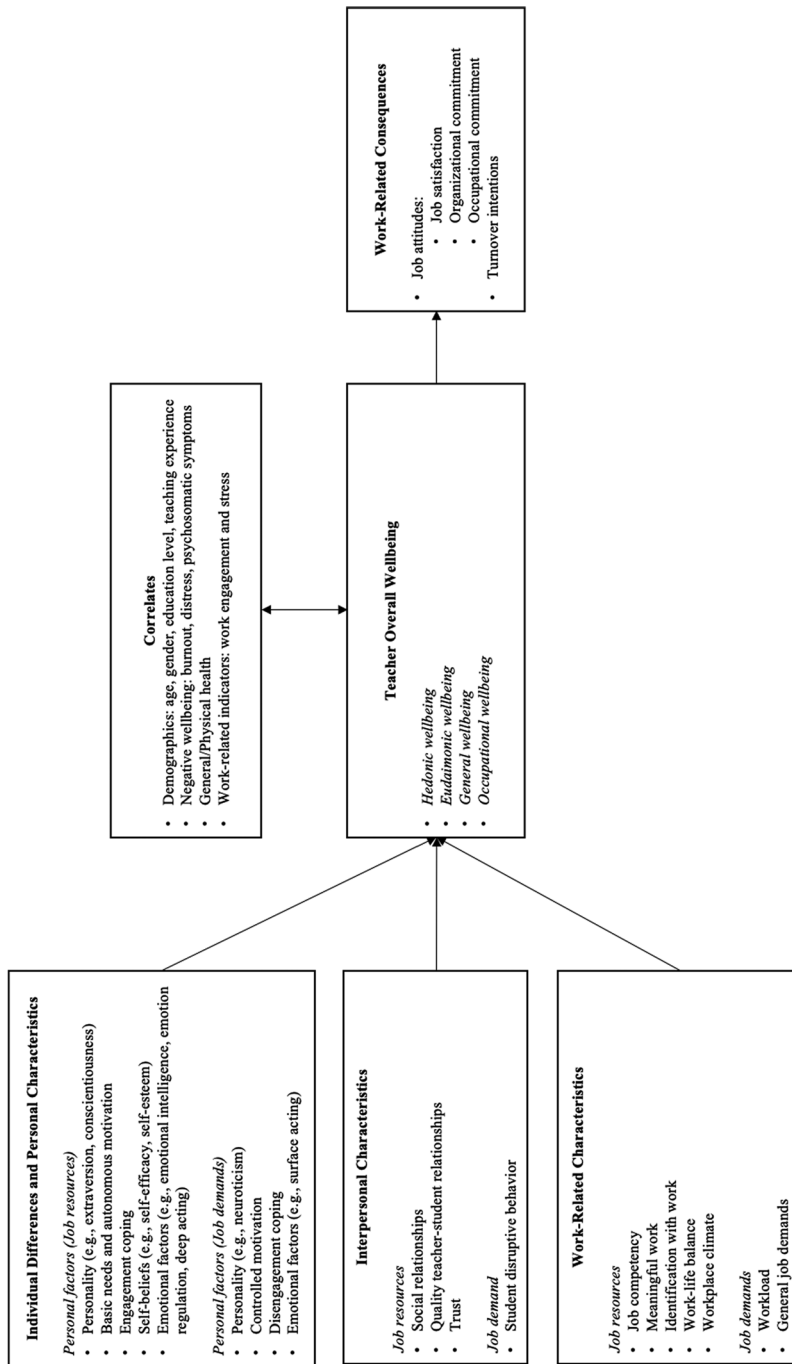 Individual Differences and Personal Characteristics
Personal factors (Job resources)
• Personality (e.g., extraversion, conscientiousness)
• Basic needs and autonomous motivation
• Engagement coping
• Self-beliefs (e.g., self-efficacy, self-esteem)
• Emotional factors (e.g., emotional intelligence, emotion
regulation, deep acting)
Personal factors (Job demands)
• Personality (e.g., neuroticism)
• Controlled motivation
• Disengagement coping
• Emotional factors (e.g., surface acting)
Interpersonal Characteristics
Job resources
• Social relationships
• Quality teacher-student relationships
• Trust
Job demand
• Student disruptive behavior
Work-Related Characteristics
Job resources
• Job competency
• Meaningful work
• Identification with work
• Work-life balance
• Workplace climate
Job demands
• Workload
• General job demands
Correlates
• Demographics: age, gender, education level, teaching experience
• Negative wellbeing: burnout, distress, psychosomatic symptoms
• General/Physical health
• Work-related indicators: work engagement and stress
Teacher Overall Wellbeing
• Hedonic wellbeing
• Eudaimonic wellbeing
• General wellbeing
• Occupational wellbeing
Work-Related Consequences
• Job attitudes:
• Job satisfaction
• Organizational commitment
• Occupational commitment
• Turnover intentions